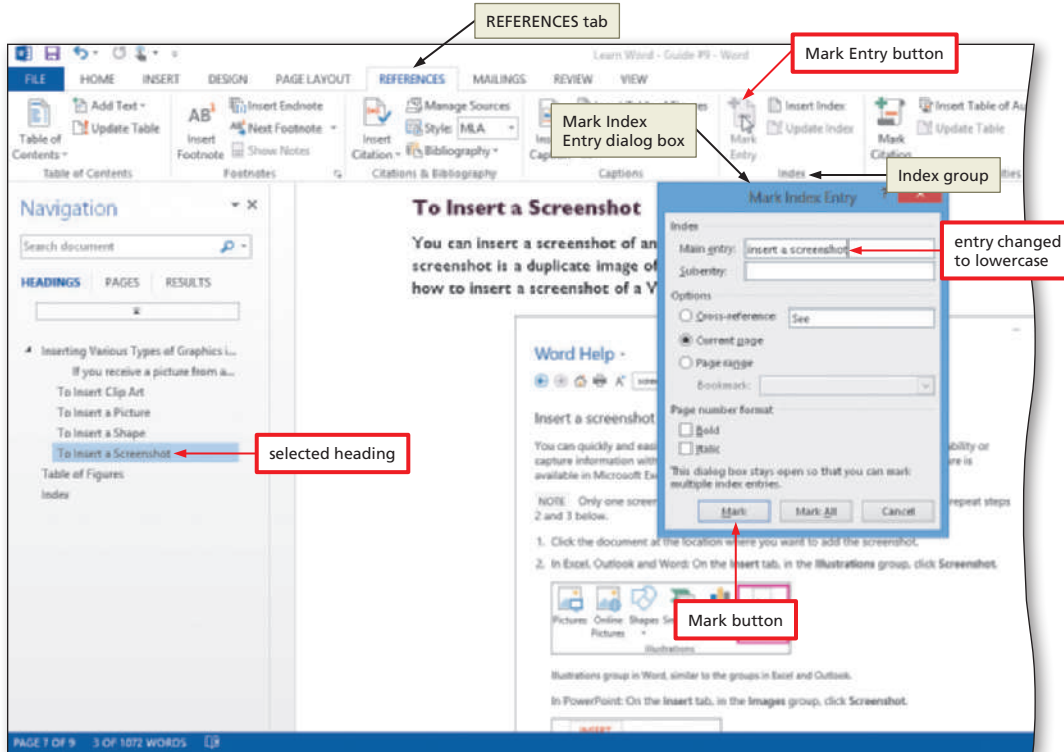 REFERENCES tab
Learn Word - Guide #9 - Word
Mark Entry button
FILE HOME INSERT DESIGN PAGE LAYOUT REFERENCES MAILINGS REVIEW VIEW
Table of Contents
Add Text
Update Table
Table of Contents
AB1
Insert Footnote
Insert Endnote
Next Footnote
Show Notes
Footnotes
Insert Citation
Manage Sources
Style: MLA
Bibliography
Citations & Bibliography
Captions
Mark Entry
Insert Index
Update Index
Index
Mark Citation
Insert Table of Au
Update Table
Mark Index
Entry dialog box
Index group
Navigation
Search document
HEADINGS PAGES RESULTS
Inserting Various Types of Graphics i...
If you receive a picture from a...
To Insert Clip Art
To Insert a Picture
To Insert a Shape
To Insert a Screenshot
Table of Figures
Index
selected heading
To Insert a Screenshot
You can insert a screenshot of an
screenshot is a duplicate image of
how to insert a screenshot of a V
Mark Index Entry
?
Index
Main entry: insert a screenshot
Subentry:
Options
Cross-reference: See
Current page
Page range
Bookmark:
Page number format
Bold
Italic
This dialog box stays open so that you can mark
multiple index entries.
Mark Mark All Cancel
entry changed
to lowercase
Mark button
Word Help
Insert a screenshot
You can quickly and easi
bility or
capture information with
re is
available in Microsoft Ex
NOTE Only one screen
repeat steps
2 and 3 below.
1. Click the document at the location where you want to add the screenshot.
2. In Excel, Outlook and Word: On the Insert tab, in the Illustrations group, click Screenshot.
Pictures Online Pictures Shapes
Illustrations
Illustrations group in Word, similar to the groups in Excel and Outlook.
In PowerPoint: On the Insert tab, in the Images group, click Screenshot.
INSERT
PAGE 7 OF 9 3 OF 1072 WORDS